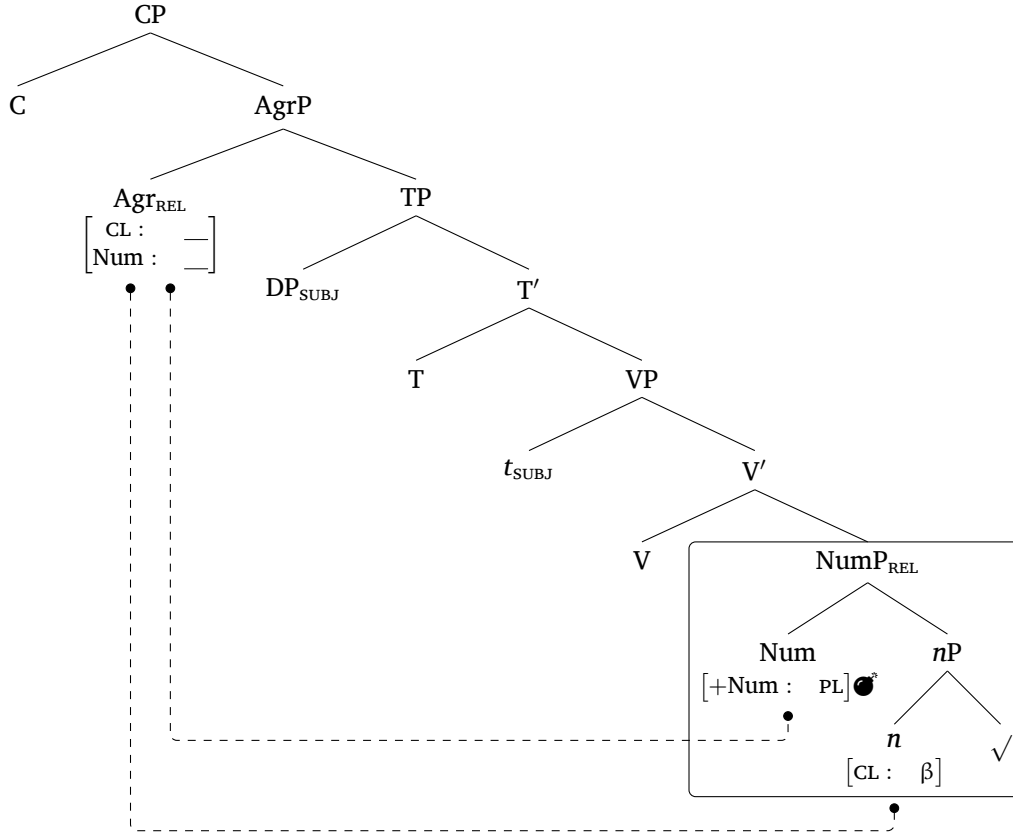 CP
C AgrP
Agr_REL TP
[CL : __]
[Num : __]
DP_SUBJ T′
T VP
t_SUBJ V′
V NumP_REL
Num nP
[+Num : PL]
n √
[CL : β]